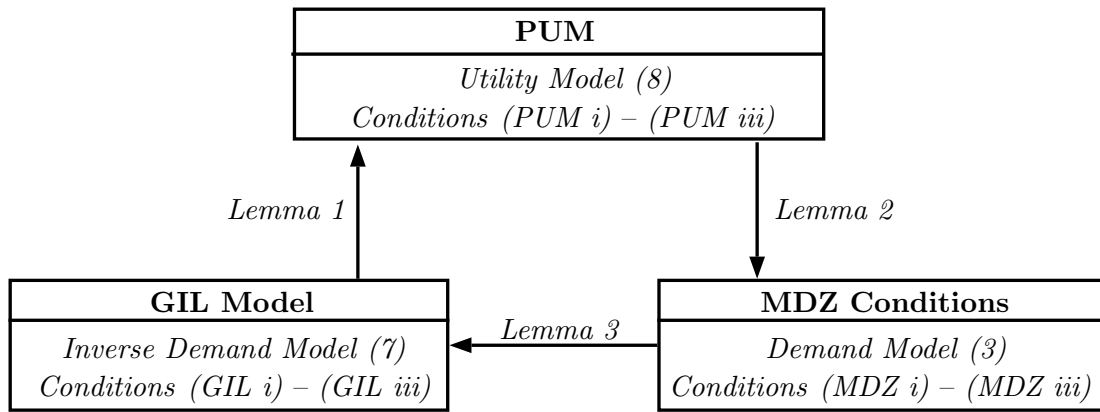 PUM
Utility Model (8)
Conditions (PUM i) – (PUM iii)
Lemma 1
Lemma 2
GIL Model
Inverse Demand Model (7)
Conditions (GIL i) – (GIL iii)
Lemma 3
MDZ Conditions
Demand Model (3)
Conditions (MDZ i) – (MDZ iii)